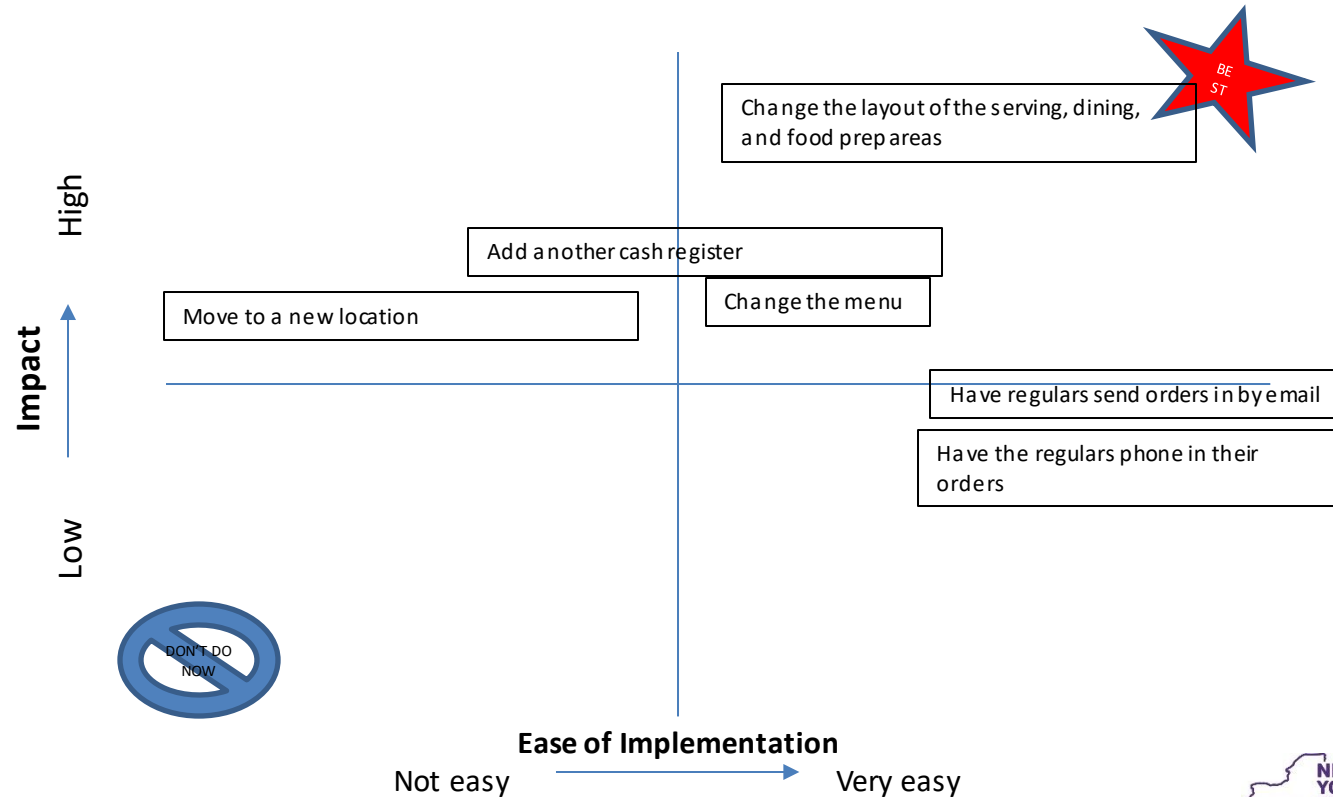 BE
ST
Change the layout of the serving, dining,
and food prep areas
High
Add another cash register
Change the menu
Move to a new location
Impact
Have regulars send orders in by email
Have the regulars phone in their
orders
Low
DON'T DO
NOW
Ease of Implementation
Not easy
Very easy